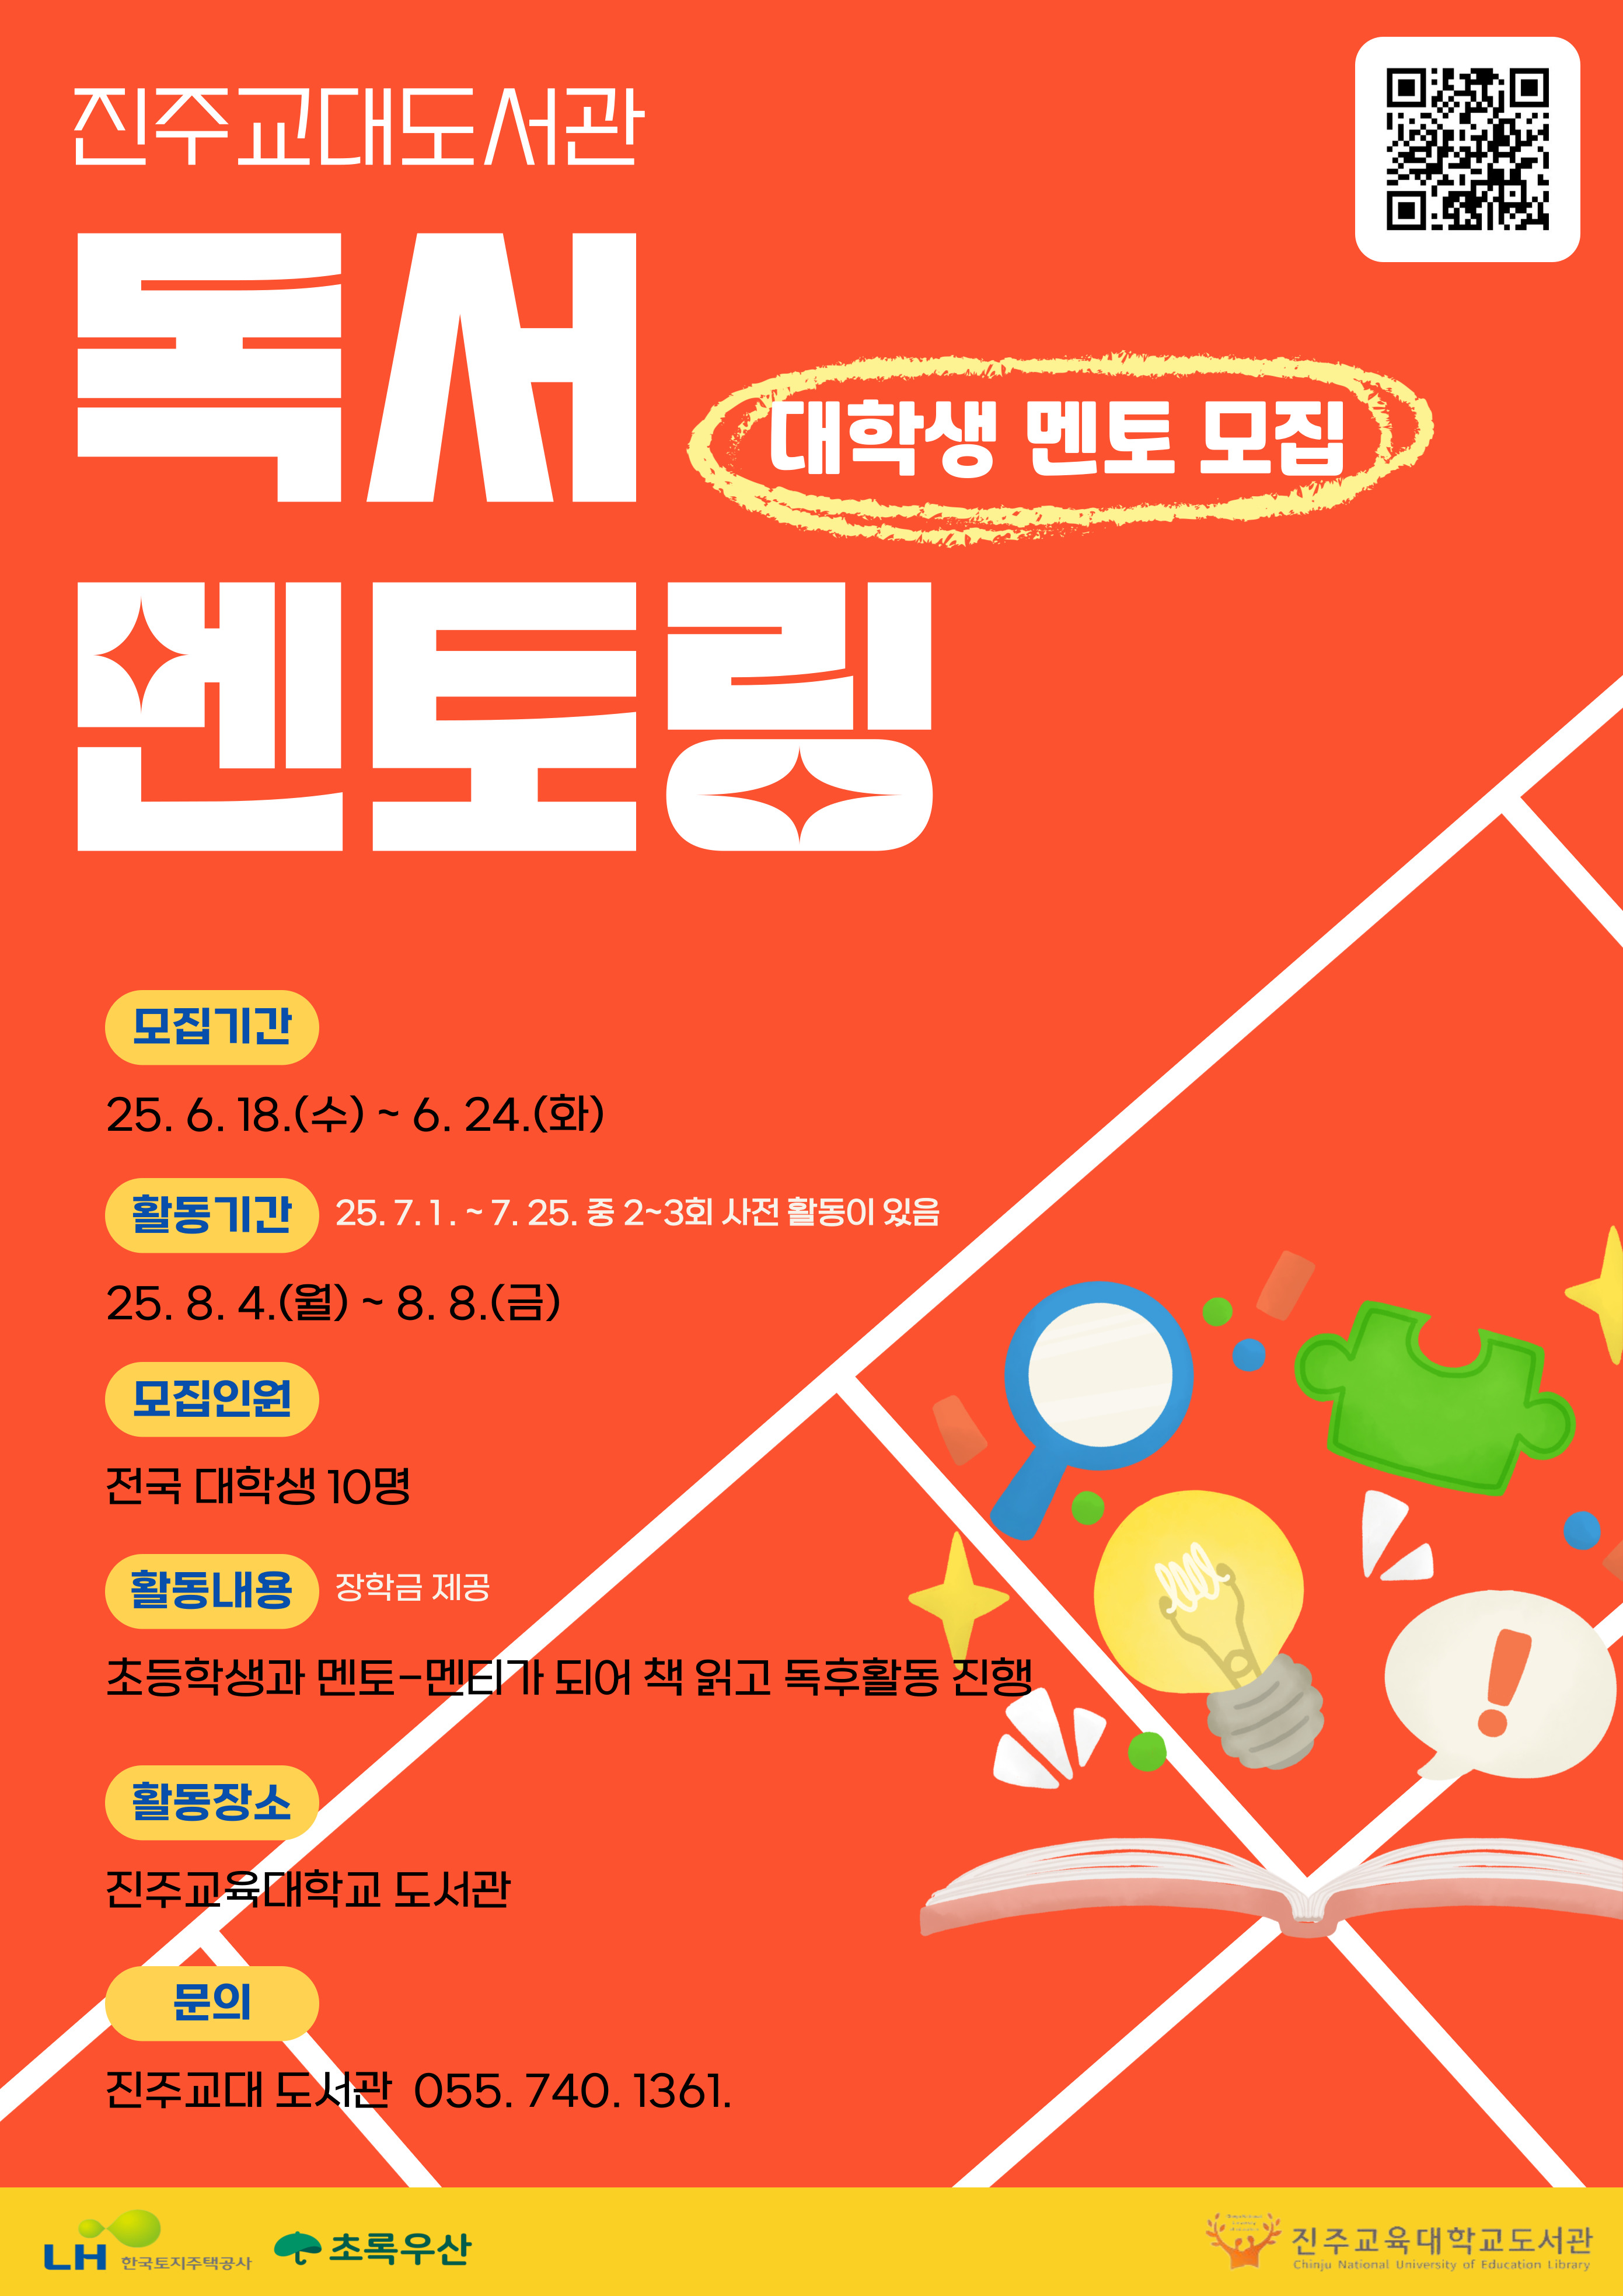 진주교대도서관
독서
대학생 멘토 모집
멘토링
모집기간
25. 6. 18.(수) ~ 6. 24.(화)
활동기간 25. 7. 1. ~ 7. 25. 중 2~3회 사전 활동이 있음
25. 8. 4.(월) ~ 8. 8.(금)
모집인원
전국 대학생 10명
활동내용 장학금 제공
초등학생과 멘토-멘티가 되어 책 읽고 독후활동 진행
활동장소
진주교육대학교 도서관
문의
진주교대 도서관 055. 740. 1361.
LH 한국토지주택공사 초록우산
진주교육대학교도서관
Chinju National University of Education Library